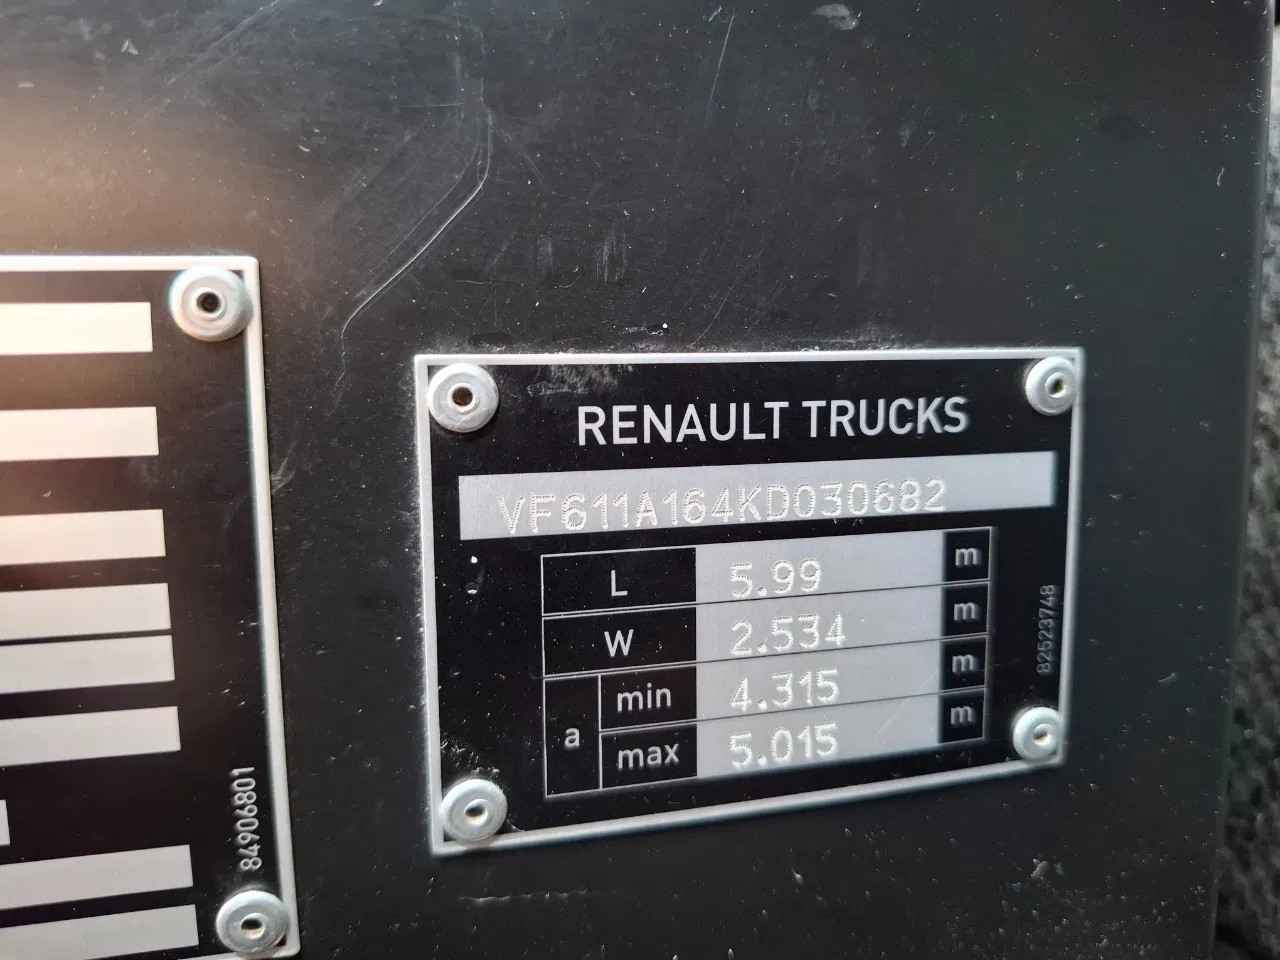 RENAULT TRUCKS
VF611A164KD030682
L 5.99 m
W 2.534 m
a min 4.315 m
max 5.015 m
82523748
84906801